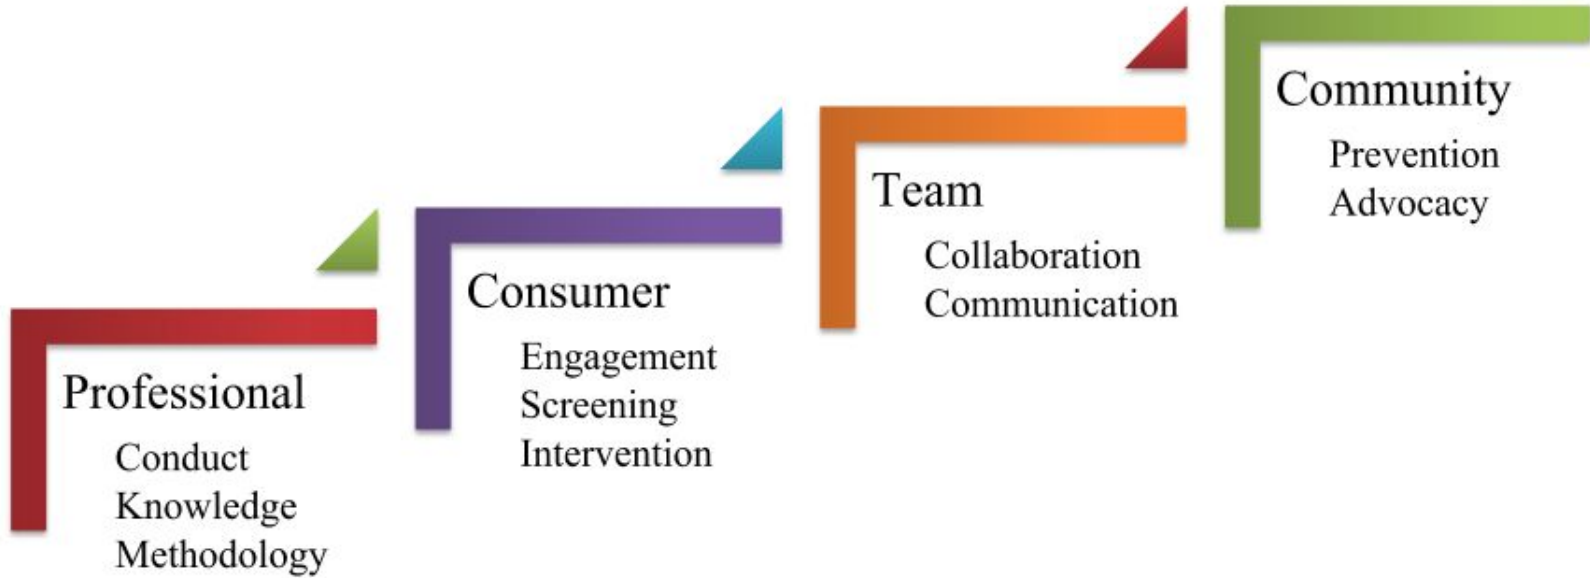 Professional
Conduct
Knowledge
Methodology
Consumer
Engagement
Screening
Intervention
Team
Collaboration
Communication
Community
Prevention
Advocacy